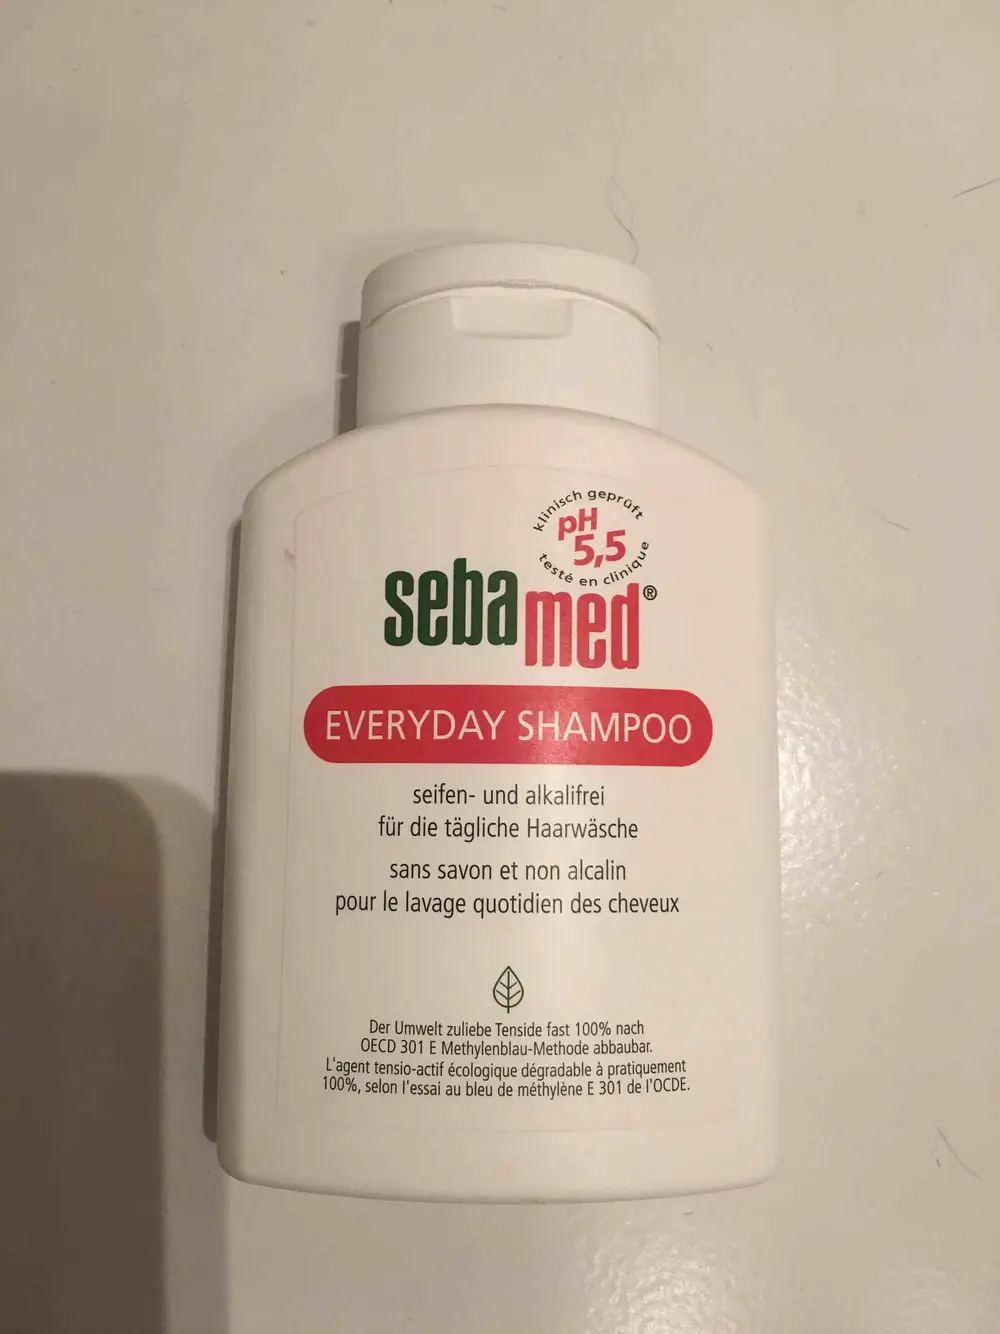 klinisch geprüft
pH
5,5
testé en clinique
sebamed®
EVERYDAY SHAMPOO
seifen- und alkalifrei
für die tägliche Haarwäsche
sans savon et non alcalin
pour le lavage quotidien des cheveux
Der Umwelt zuliebe Tenside fast 100% nach
OECD 301 E Methylenblau-Methode abbaubar.
L'agent tensio-actif écologique dégradable à pratiquement
100%, selon l'essai au bleu de méthylène E 301 de l'OCDE.